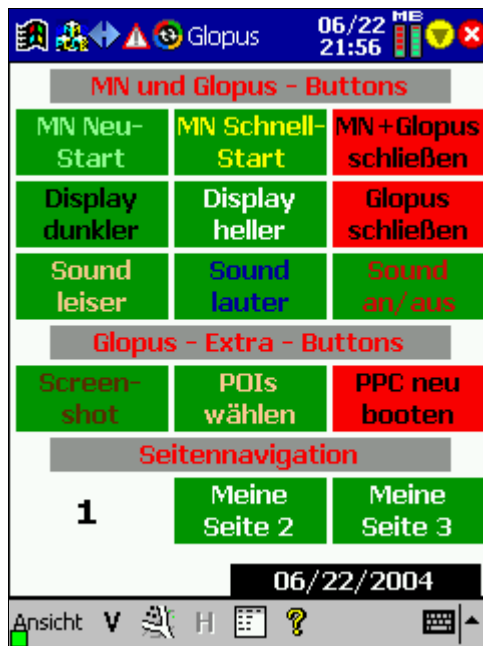 Glopus 06/22 MB
21:56
MN und Glopus - Buttons
MN Neu- MN Schnell- MN+Glopus
Start Start schließen
Display Display Glopus
dunkler heller schließen
Sound Sound Sound
leiser lauter an/aus
Glopus - Extra - Buttons
Screen- POIs PPC neu
shot wählen booten
Seitennavigation
1 Meine Meine
Seite 2 Seite 3
06/22/2004
Ansicht V H ?